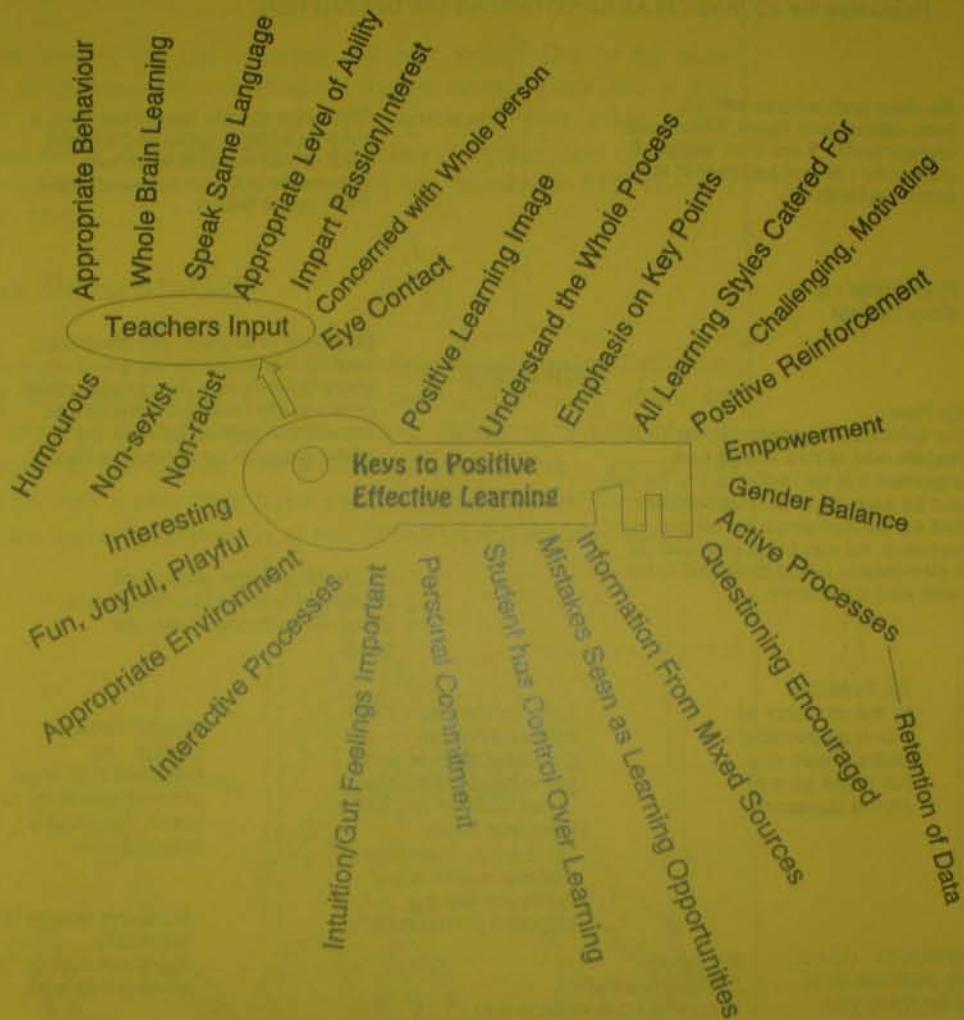 Appropriate Behaviour
Whole Brain Learning
Speak Same Language
Appropriate Level of Ability
Impart Passion/Interest
Concerned with Whole person
Eye Contact
Teachers Input
Humourous
Non-sexist
Non-racist
Positive Learning Image
Understand the Whole Process
Emphasis on Key Points
All Learning Styles Catered For
Challenging, Motivating
Positive Reinforcement
Empowerment
Gender Balance
Active Processes
Retention of Data
Questioning Encouraged
Information From Mixed Sources
Mistakes Seen as Learning Opportunities
Student has Control Over Learning
Personal Commitment
Intuition/Gut Feelings Important
Interactive Processes
Appropriate Environment
Fun, Joyful, Playful
Interesting
Keys to Positive
Effective Learning